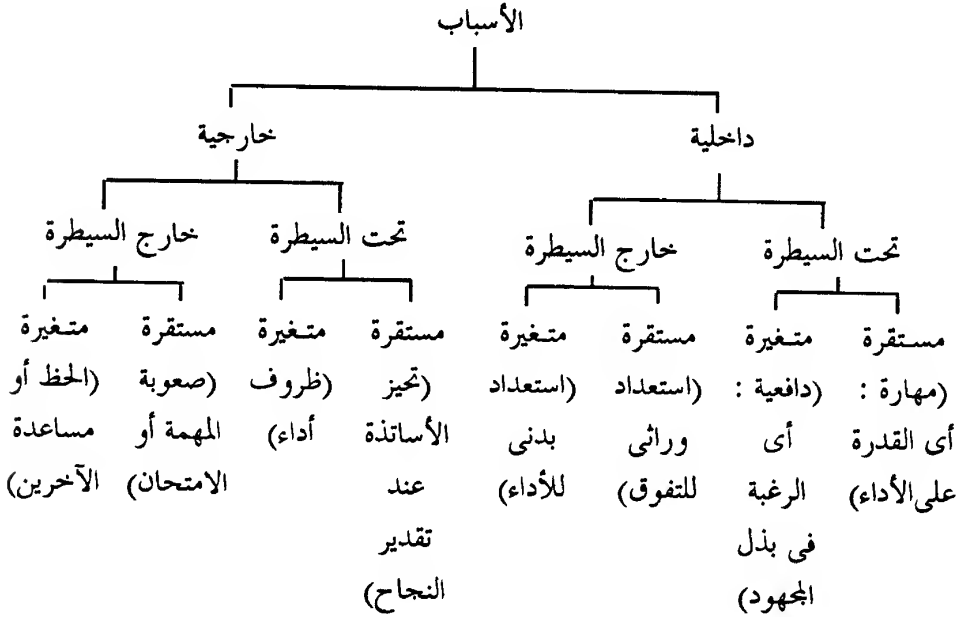 الأسباب
داخلية خارجية
تحت السيطرة خارج السيطرة تحت السيطرة خارج السيطرة
مستقرة متغيرة مستقرة متغيرة مستقرة متغيرة مستقرة متغيرة
(مهارة : (دافعية : (استعداد (استعداد (تحيز (ظروف (صعوبة (الحظ أو
أى القدرة أى وراثى بدنى الأساتذة أداء) المهمة أو مساعدة
على الأداء) الرغبة للتفوق) للأداء) عند الامتحان) الآخرين)
فى بذل تقدير
المجهود) النجاح)